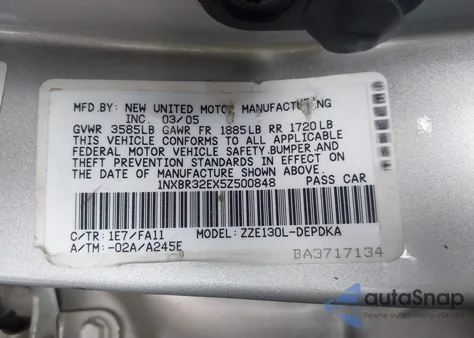 MFD.BY: NEW UNITED MOTOR MANUFACTURING
INC. 03/05
GVWR 3585LB GAWR FR 1885LB RR 1720LB
THIS VEHICLE CONFORMS TO ALL APPLICABLE
FEDERAL MOTOR VEHICLE SAFETY,BUMPER,AND
THEFT PREVENTION STANDARDS IN EFFECT ON
THE DATE OF MANUFACTURE SHOWN ABOVE.
1NXBR32EX5Z500848 PASS CAR
C/TR: 1E7/FA11 MODEL: ZZE130L-DEPDKA
A/TM: -02A/A245E
BA3717134
autoSnap